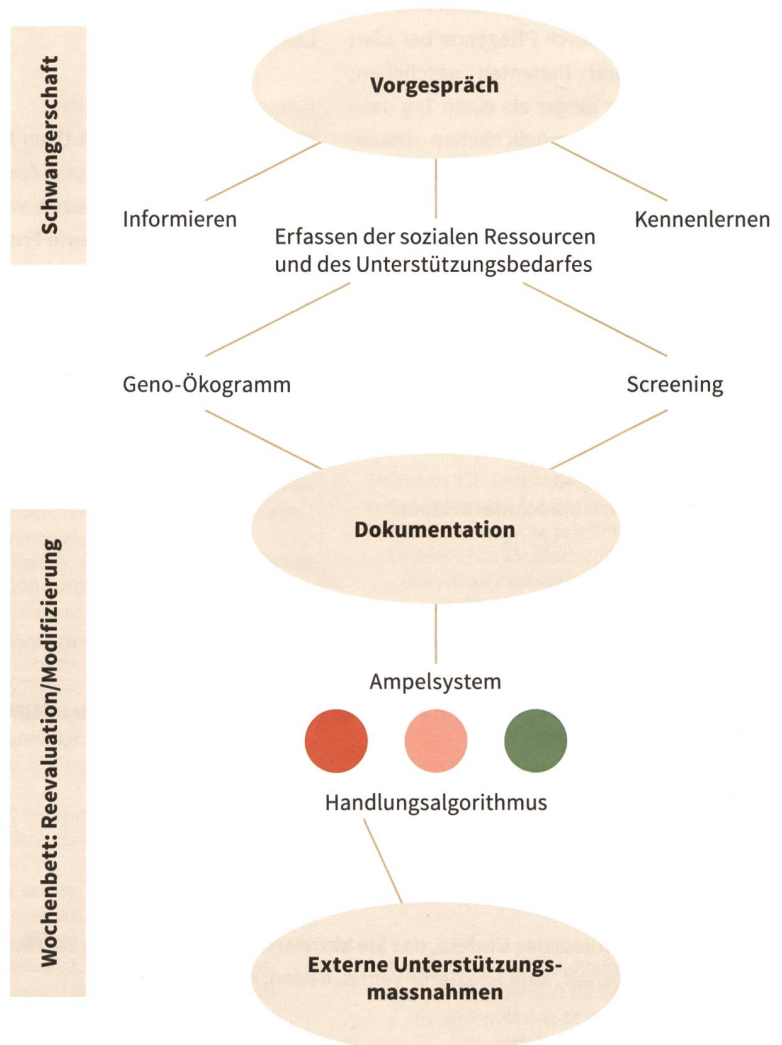 Schwangerschaft
Vorgespräch
Informieren
Erfassen der sozialen Ressourcen
und des Unterstützungsbedarfes
Kennenlernen
Geno-Ökogramm
Screening
Wochenbett: Reevaluation/Modifizierung
Dokumentation
Ampelsystem
Handlungsalgorithmus
Externe Unterstützungs-
massnahmen